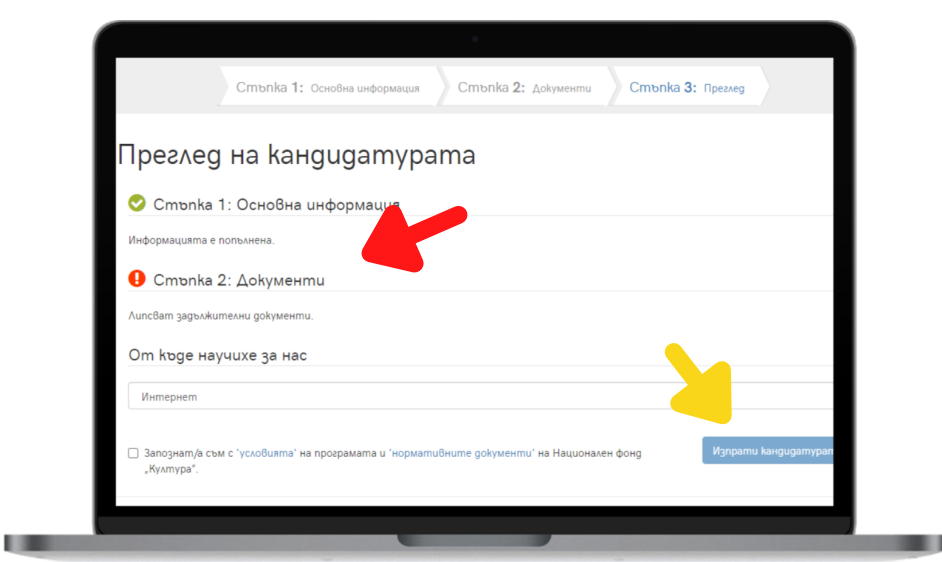 Стъпка 1: Основна информация
Стъпка 2: Документи
Стъпка 3: Преглед
Преглед на кандидатурата
Стъпка 1: Основна информация
Информацията е попълнена.
Стъпка 2: Документи
Липсват задължителни документи.
От къде научихе за нас
Интернет
Запознат/а съм с 'условията' на програмата и 'нормативните документи' на Национален фонд
„Култура“.
Изпрати кандидатурат